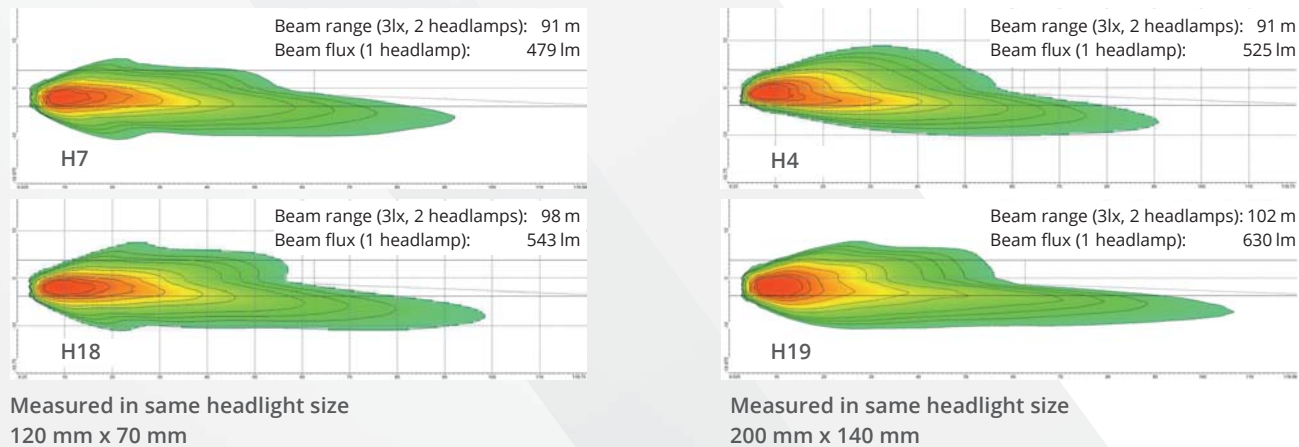 Beam range (3lx, 2 headlamps): 91 m
Beam flux (1 headlamp): 479 lm
H7
Beam range (3lx, 2 headlamps): 98 m
Beam flux (1 headlamp): 543 lm
H18
Measured in same headlight size
120 mm x 70 mm
Beam range (3lx, 2 headlamps): 91 m
Beam flux (1 headlamp): 525 lm
H4
Beam range (3lx, 2 headlamps): 102 m
Beam flux (1 headlamp): 630 lm
H19
Measured in same headlight size
200 mm x 140 mm